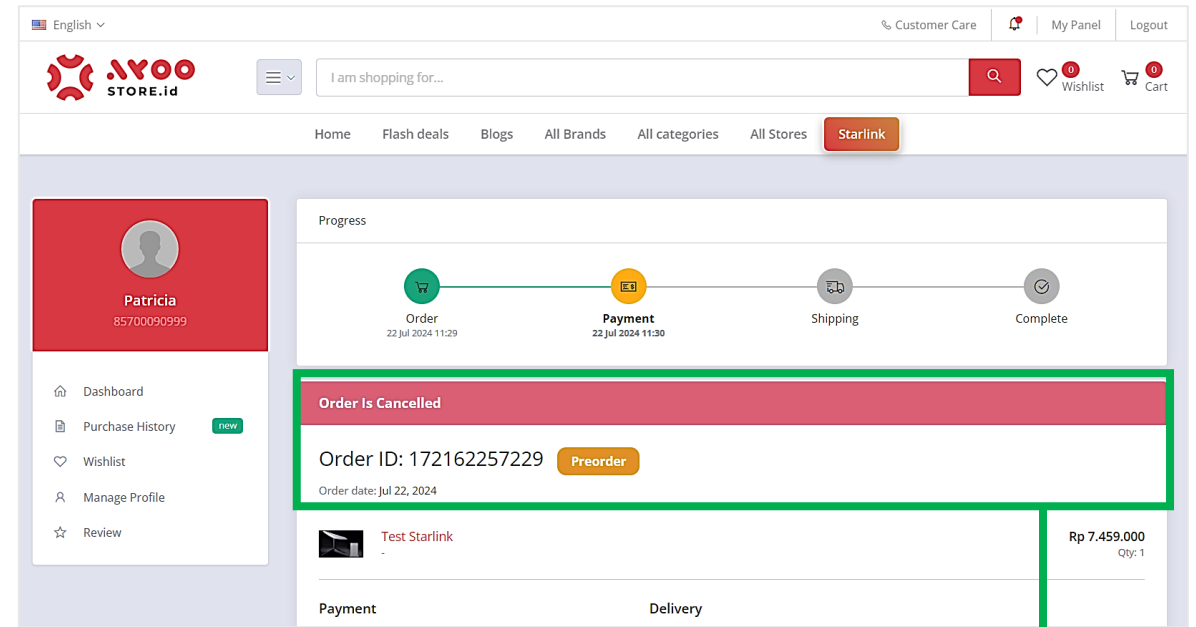 English
Customer Care
My Panel
Logout
AYOO
STORE.id
I am shopping for...
0
Wishlist
0
Cart
Home
Flash deals
Blogs
All Brands
All categories
All Stores
Starlink
Patricia
85700090999
Dashboard
Purchase History
new
Wishlist
Manage Profile
Review
Progress
Order
22 Jul 2024 11:29
Payment
22 Jul 2024 11:30
Shipping
Complete
Order Is Cancelled
Order ID: 172162257229
Preorder
Order date: Jul 22, 2024
Test Starlink
-
Rp 7.459.000
Qty: 1
Payment
Delivery